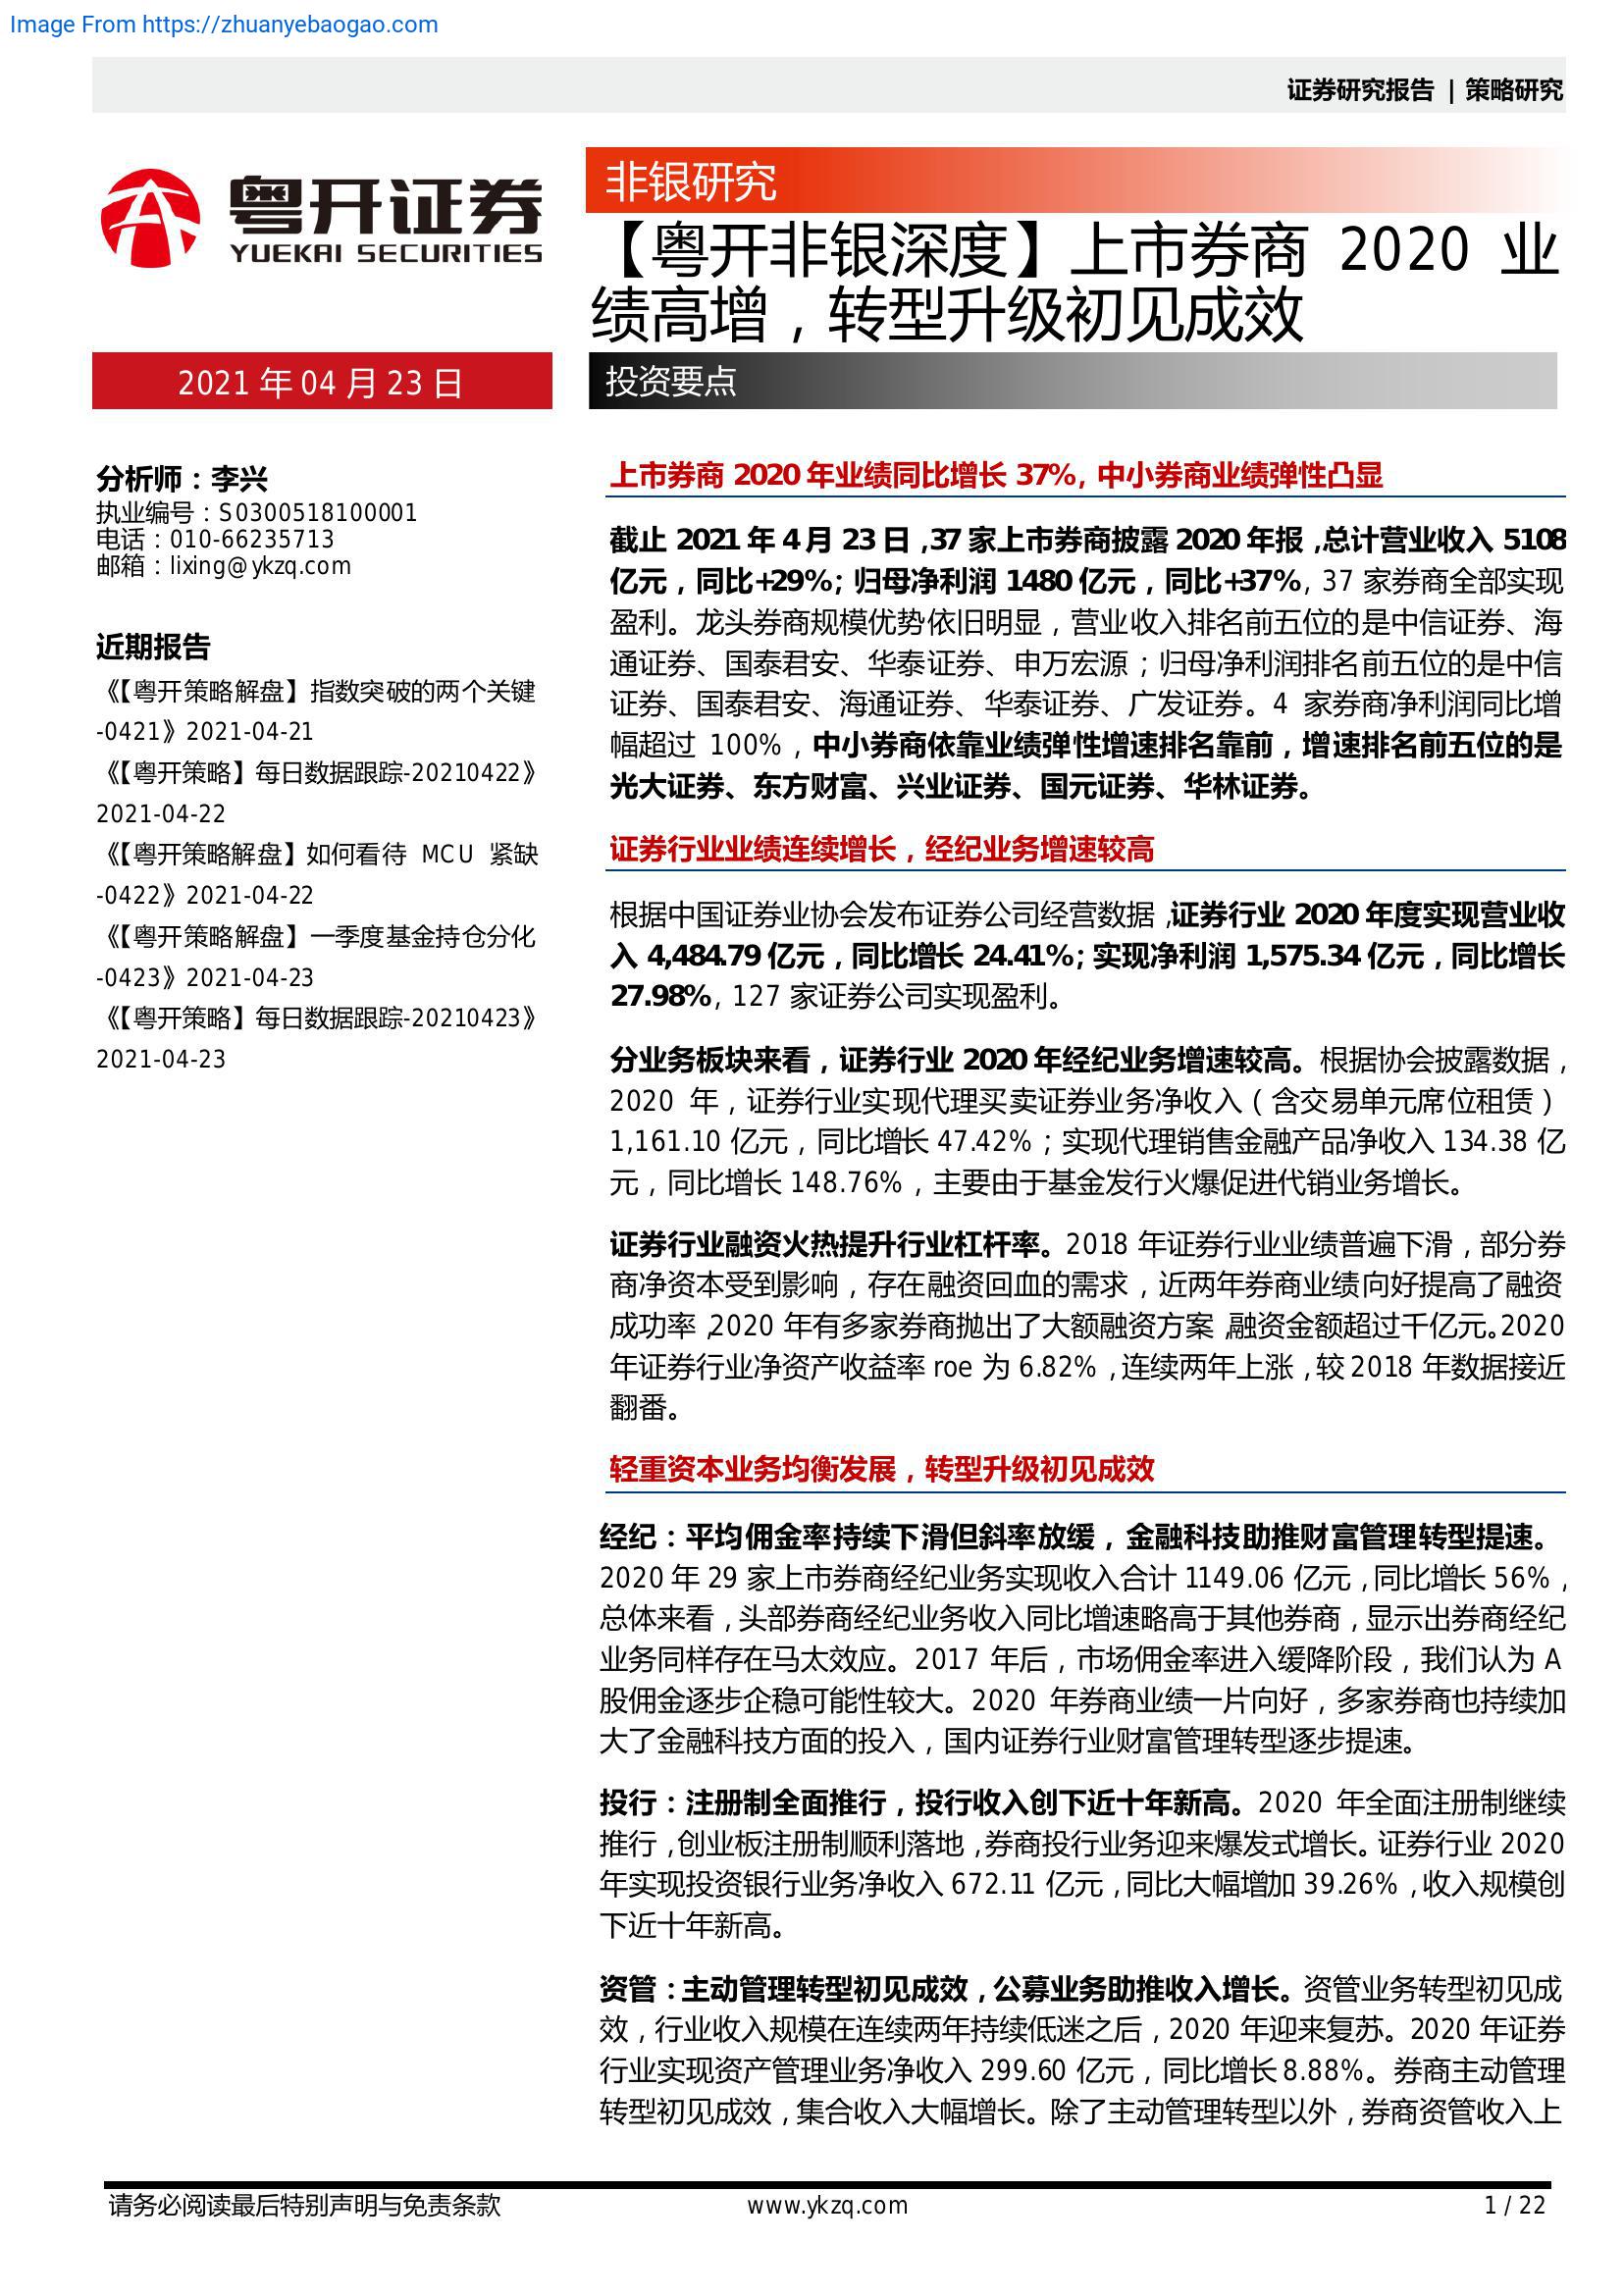 Image From https://zhuanyebaogao.com
证券研究报告 | 策略研究
粤开证券
YUEKAI SECURITIES
非银研究
【粤开非银深度】上市券商 2020 业
绩高增，转型升级初见成效
2021 年 04 月 23 日
投资要点
分析师：李兴
执业编号：S0300518100001
电话：010-66235713
邮箱：lixing@ykzq.com
近期报告
《【粤开策略解盘】指数突破的两个关键
-0421》2021-04-21
《【粤开策略】每日数据跟踪-20210422》
2021-04-22
《【粤开策略解盘】如何看待 MCU 紧缺
-0422》2021-04-22
《【粤开策略解盘】一季度基金持仓分化
-0423》2021-04-23
《【粤开策略】每日数据跟踪-20210423》
2021-04-23
上市券商 2020 年业绩同比增长 37%，中小券商业绩弹性凸显
截止 2021 年 4 月 23 日，37 家上市券商披露 2020 年报，总计营业收入 5108
亿元，同比+29%；归母净利润 1480 亿元，同比+37%，37 家券商全部实现
盈利。龙头券商规模优势依旧明显，营业收入排名前五位的是中信证券、海
通证券、国泰君安、华泰证券、申万宏源；归母净利润排名前五位的是中信
证券、国泰君安、海通证券、华泰证券、广发证券。4 家券商净利润同比增
幅超过 100%，中小券商依靠业绩弹性增速排名靠前，增速排名前五位的是
光大证券、东方财富、兴业证券、国元证券、华林证券。
证券行业业绩连续增长，经纪业务增速较高
根据中国证券业协会发布证券公司经营数据，证券行业 2020 年度实现营业收
入 4,484.79 亿元，同比增长 24.41%；实现净利润 1,575.34 亿元，同比增长
27.98%，127 家证券公司实现盈利。
分业务板块来看，证券行业 2020 年经纪业务增速较高。根据协会披露数据，
2020 年，证券行业实现代理买卖证券业务净收入（含交易单元席位租赁）
1,161.10 亿元，同比增长 47.42%；实现代理销售金融产品净收入 134.38 亿
元，同比增长 148.76%，主要由于基金发行火爆促进代销业务增长。
证券行业融资火热提升行业杠杆率。2018 年证券行业业绩普遍下滑，部分券
商净资本受到影响，存在融资回血的需求，近两年券商业绩向好提高了融资
成功率，2020 年有多家券商抛出了大额融资方案，融资金额超过千亿元。2020
年证券行业净资产收益率 roe 为 6.82%，连续两年上涨，较 2018 年数据接近
翻番。
轻重资本业务均衡发展，转型升级初见成效
经纪：平均佣金率持续下滑但斜率放缓，金融科技助推财富管理转型提速。
2020 年 29 家上市券商经纪业务实现收入合计 1149.06 亿元，同比增长 56%，
总体来看，头部券商经纪业务收入同比增速略高于其他券商，显示出券商经纪
业务同样存在马太效应。2017 年后，市场佣金率进入缓降阶段，我们认为 A
股佣金逐步企稳可能性较大。2020 年券商业绩一片向好，多家券商也持续加
大了金融科技方面的投入，国内证券行业财富管理转型逐步提速。
投行：注册制全面推行，投行收入创下近十年新高。2020 年全面注册制继续
推行，创业板注册制顺利落地，券商投行业务迎来爆发式增长。证券行业 2020
年实现投资银行业务净收入 672.11 亿元，同比大幅增加 39.26%，收入规模创
下近十年新高。
资管：主动管理转型初见成效，公募业务助推收入增长。资管业务转型初见成
效，行业收入规模在连续两年持续低迷之后，2020 年迎来复苏。2020 年证券
行业实现资产管理业务净收入 299.60 亿元，同比增长 8.88%。券商主动管理
转型初见成效，集合收入大幅增长。除了主动管理转型以外，券商资管收入上
请务必阅读最后特别声明与免责条款
www.ykzq.com
1 / 22